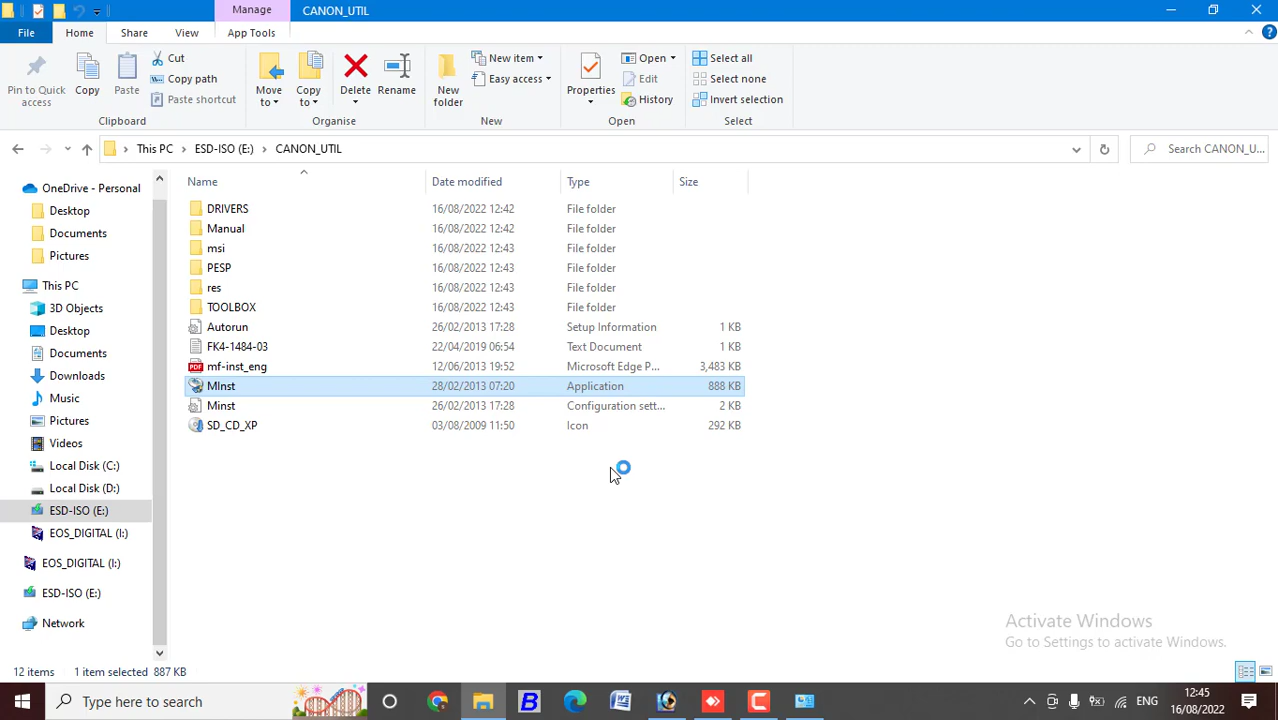 Manage
CANON_UTIL
File
Home
Share
View
App Tools
Pin to Quick access
Copy
Paste
Cut
Copy path
Paste shortcut
Clipboard
Move to
Copy to
Delete
Rename
Organise
New folder
New item
Easy access
New
Properties
Open
Edit
History
Open
Select all
Select none
Invert selection
Select
This PC > ESD-ISO (E:) > CANON_UTIL
Search CANON_U...
OneDrive - Personal
Desktop
Documents
Pictures
This PC
3D Objects
Desktop
Documents
Downloads
Music
Pictures
Videos
Local Disk (C:)
Local Disk (D:)
ESD-ISO (E:)
EOS_DIGITAL (I:)
EOS_DIGITAL (I:)
ESD-ISO (E:)
Network
Name Date modified Type Size
DRIVERS 16/08/2022 12:42 File folder
Manual 16/08/2022 12:42 File folder
msi 16/08/2022 12:43 File folder
PESP 16/08/2022 12:43 File folder
res 16/08/2022 12:43 File folder
TOOLBOX 16/08/2022 12:43 File folder
Autorun 26/02/2013 17:28 Setup Information 1 KB
FK4-1484-03 22/04/2019 06:54 Text Document 1 KB
PDF mf-inst_eng 12/06/2013 19:52 Microsoft Edge P... 3,483 KB
MInst 28/02/2013 07:20 Application 888 KB
Minst 26/02/2013 17:28 Configuration sett... 2 KB
SD_CD_XP 03/08/2009 11:50 Icon 292 KB
Activate Windows
Go to Settings to activate Windows.
12 items 1 item selected 887 KB
Type here to search
B
W
ENG
12:45
16/08/2022